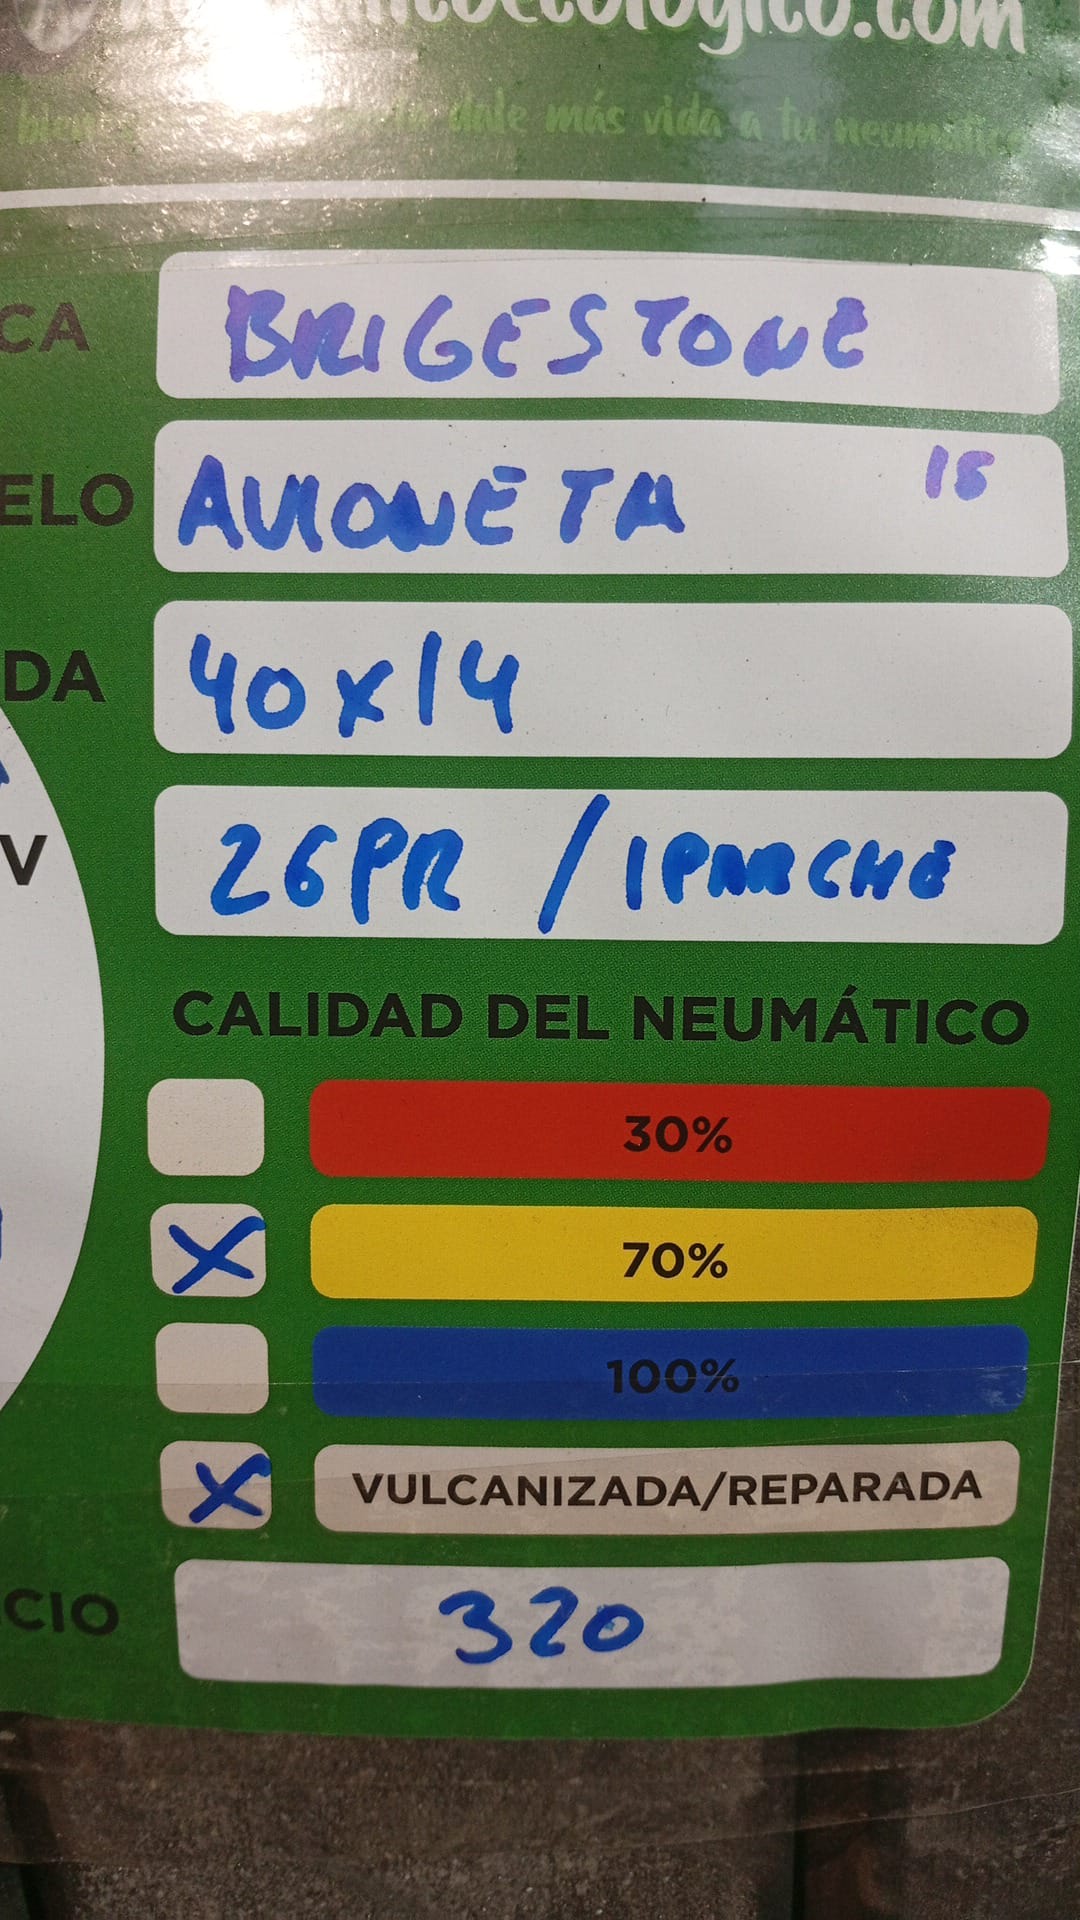 dale más vida a tu neumático
CA BRIGESTONE
ELO AVIONETA 15
DA 40x14
V 26PR / 1PARCHE
CALIDAD DEL NEUMÁTICO
30%
X 70%
100%
X VULCANIZADA/REPARADA
CIO 320